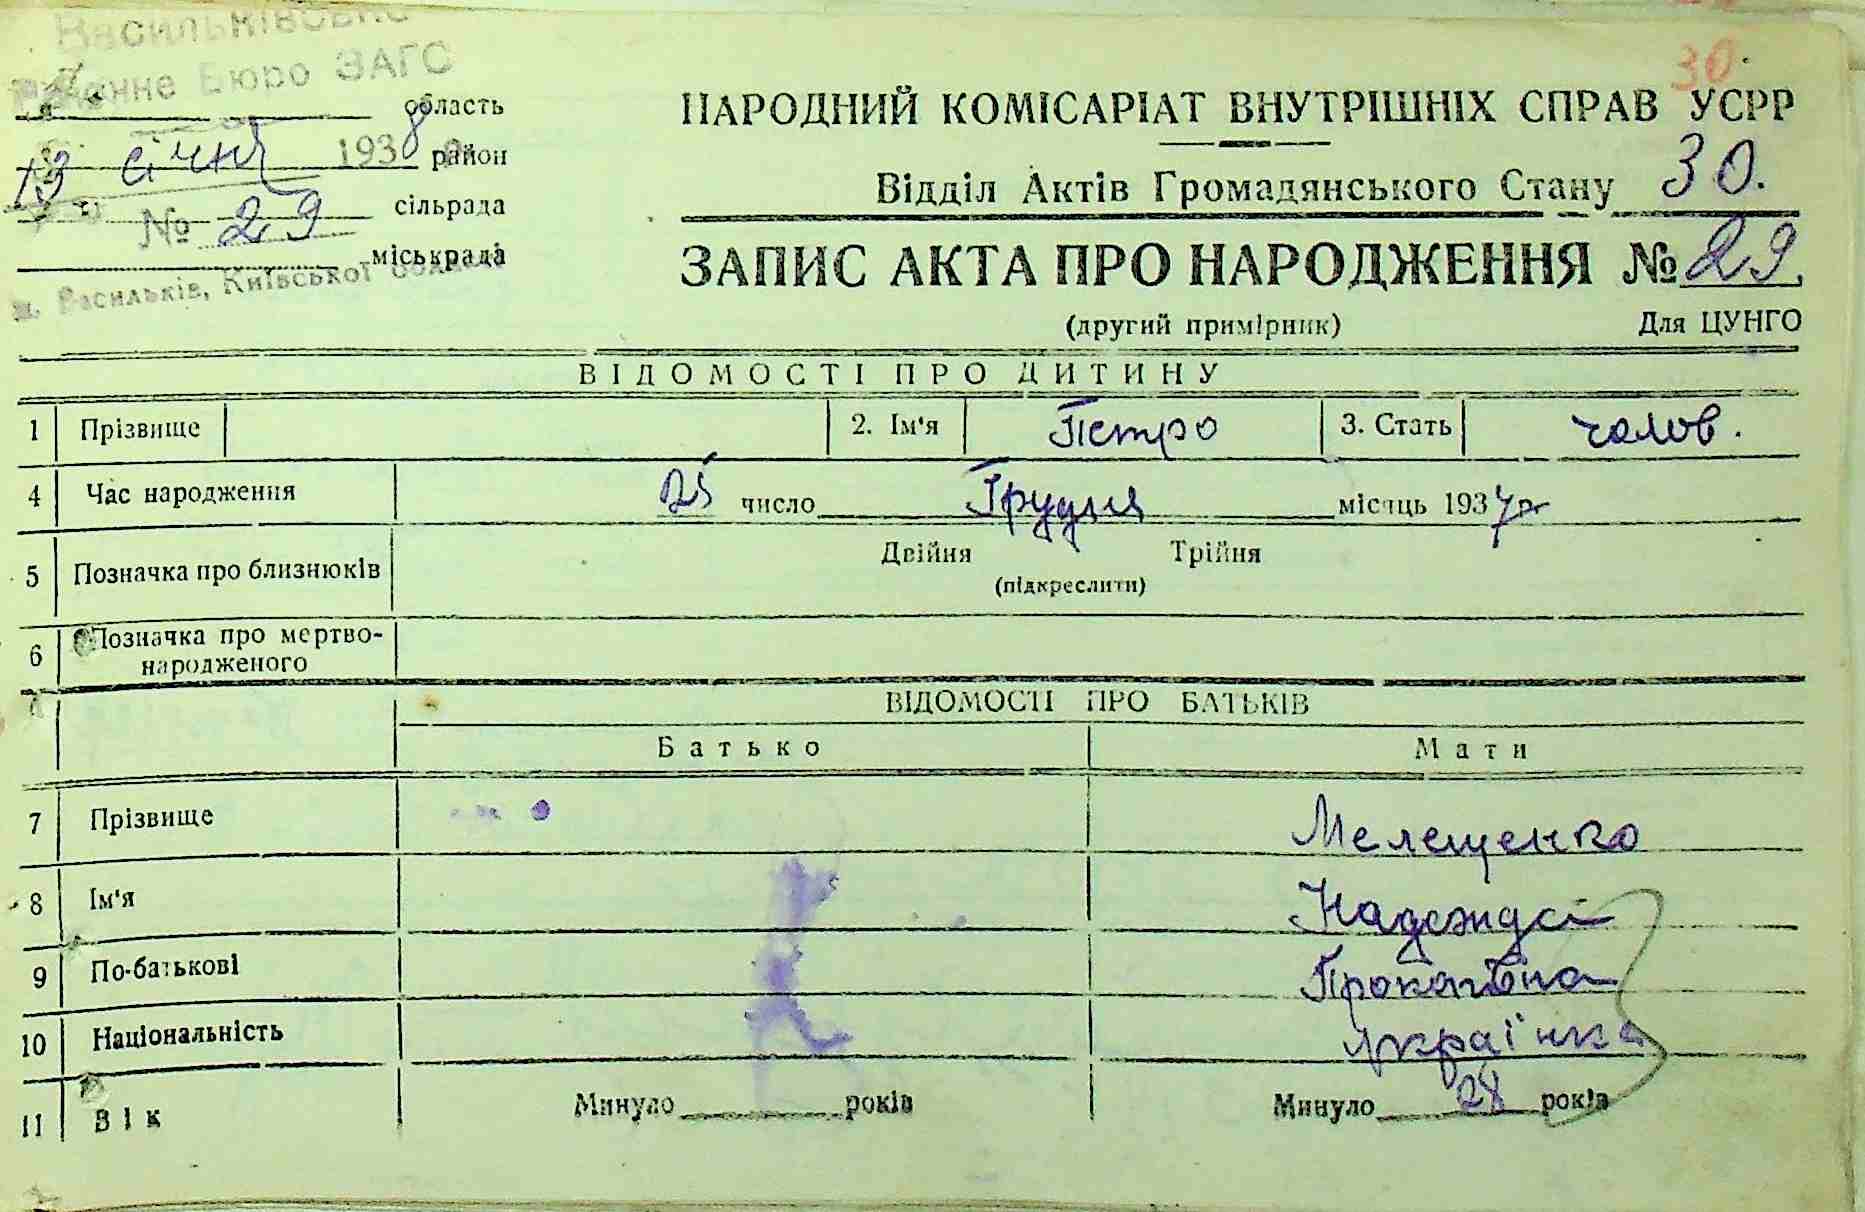 Васильківське
Районне Бюро ЗАГС
область
13 січня 1938 р.
район
сільрада
№ 29
міськрада
м. Васильків, Київської області
30
НАРОДНИЙ КОМІСАРІАТ ВНУТРІШНІХ СПРАВ УСРР
Відділ Актів Громадянського Стану 30.
ЗАПИС АКТА ПРО НАРОДЖЕННЯ № 29.
(другий примірник) Для ЦУНГО
ВІДОМОСТІ ПРО ДИТИНУ
1 Прізвище 2. Ім'я Петро 3. Стать чолов.
4 Час народження 25 число Грудня місяць 1937р
5 Позначка про близнюків Двійня Трійня
(підкреслити)
6 Позначка про мертво-
народженого
ВІДОМОСТІ ПРО БАТЬКІВ
Батько Мати
7 Прізвище Мелещенко
8 Ім'я Надежда
9 По-батькові
10 Національність українка
11 Вік Минуло років Минуло 28 років